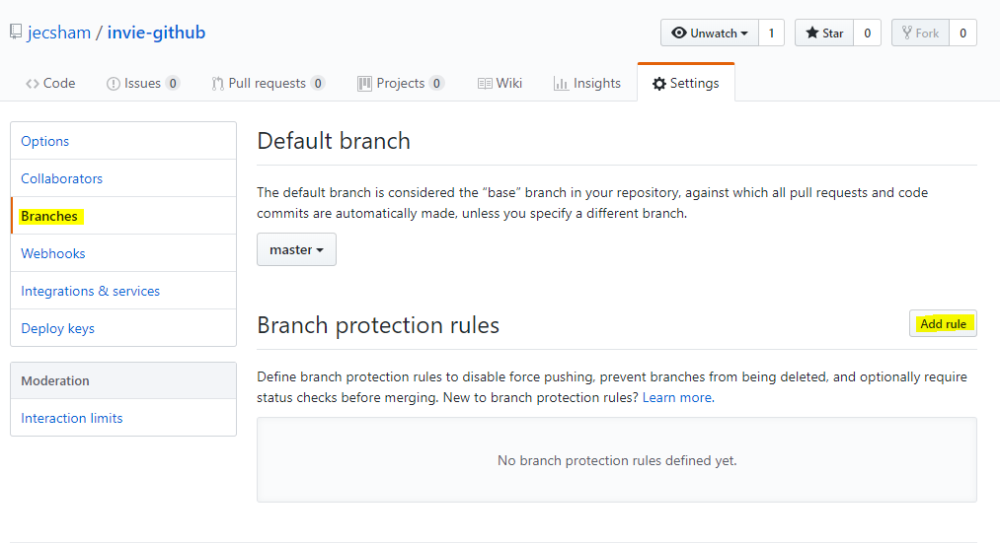 jecsham / invie-github
Unwatch 1 Star 0 Fork 0
Code Issues 0 Pull requests 0 Projects 0 Wiki Insights Settings
Options
Collaborators
Branches
Webhooks
Integrations & services
Deploy keys
Moderation
Interaction limits
Default branch
The default branch is considered the “base” branch in your repository, against which all pull requests and code
commits are automatically made, unless you specify a different branch.
master
Branch protection rules
Add rule
Define branch protection rules to disable force pushing, prevent branches from being deleted, and optionally require
status checks before merging. New to branch protection rules? Learn more.
No branch protection rules defined yet.